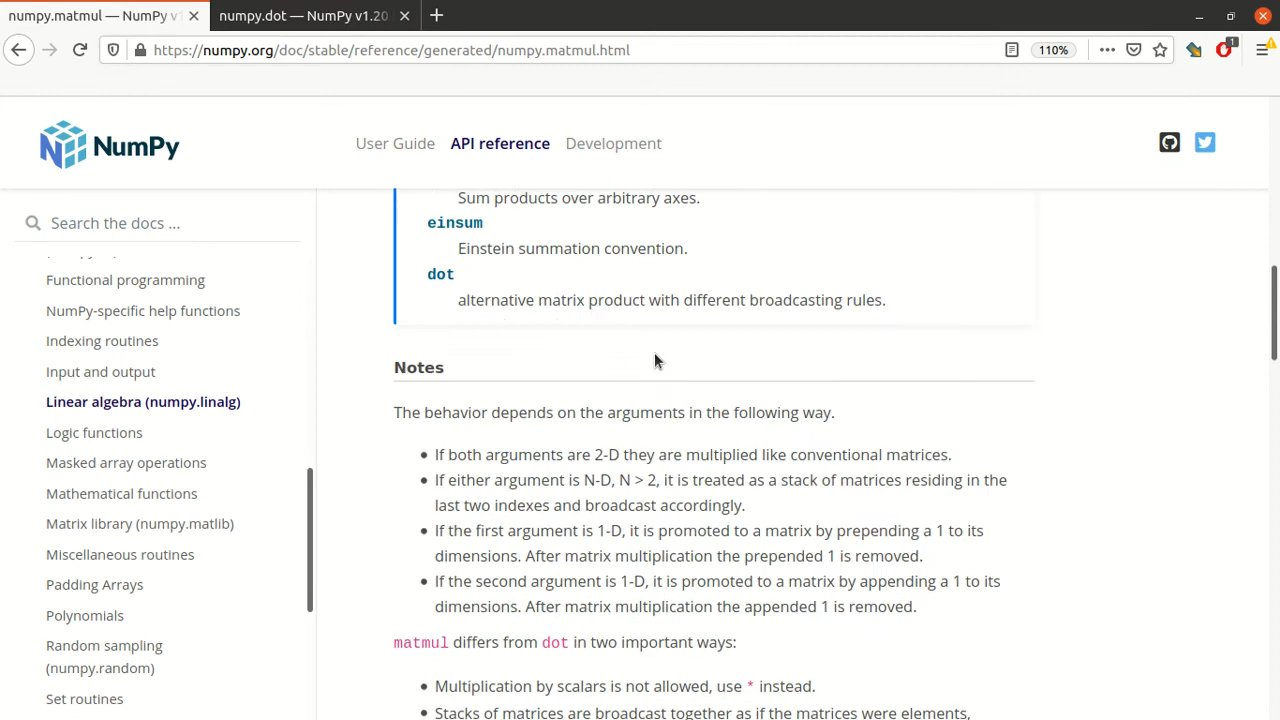 numpy.matmul — NumPy v1
numpy.dot — NumPy v1.20
https://numpy.org/doc/stable/reference/generated/numpy.matmul.html
110%
1
NumPy
User Guide
API reference
Development
Search the docs ...
Functional programming
NumPy-specific help functions
Indexing routines
Input and output
Linear algebra (numpy.linalg)
Logic functions
Masked array operations
Mathematical functions
Matrix library (numpy.matlib)
Miscellaneous routines
Padding Arrays
Polynomials
Random sampling
(numpy.random)
Set routines
Sum products over arbitrary axes.
einsum
Einstein summation convention.
dot
alternative matrix product with different broadcasting rules.
Notes
The behavior depends on the arguments in the following way.
• If both arguments are 2-D they are multiplied like conventional matrices.
• If either argument is N-D, N > 2, it is treated as a stack of matrices residing in the
last two indexes and broadcast accordingly.
• If the first argument is 1-D, it is promoted to a matrix by prepending a 1 to its
dimensions. After matrix multiplication the prepended 1 is removed.
• If the second argument is 1-D, it is promoted to a matrix by appending a 1 to its
dimensions. After matrix multiplication the appended 1 is removed.
matmul differs from dot in two important ways:
• Multiplication by scalars is not allowed, use * instead.
• Stacks of matrices are broadcast together as if the matrices were elements,